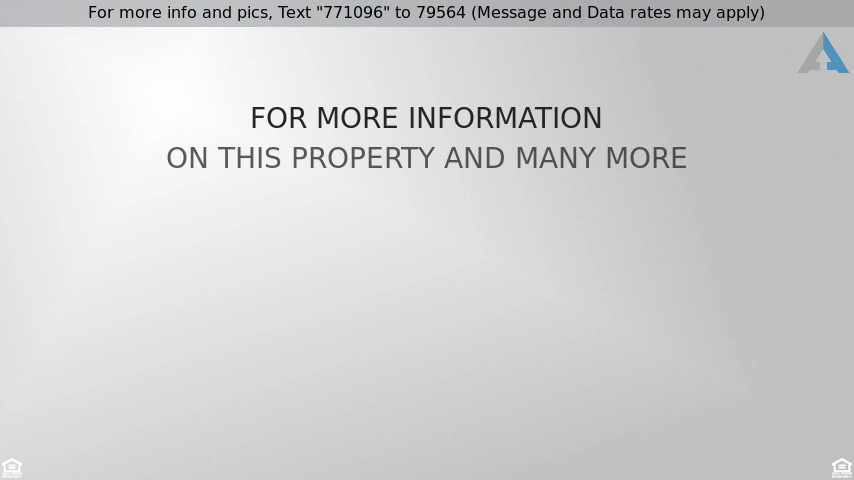 For more info and pics, Text "771096" to 79564 (Message and Data rates may apply)
FOR MORE INFORMATION
ON THIS PROPERTY AND MANY MORE